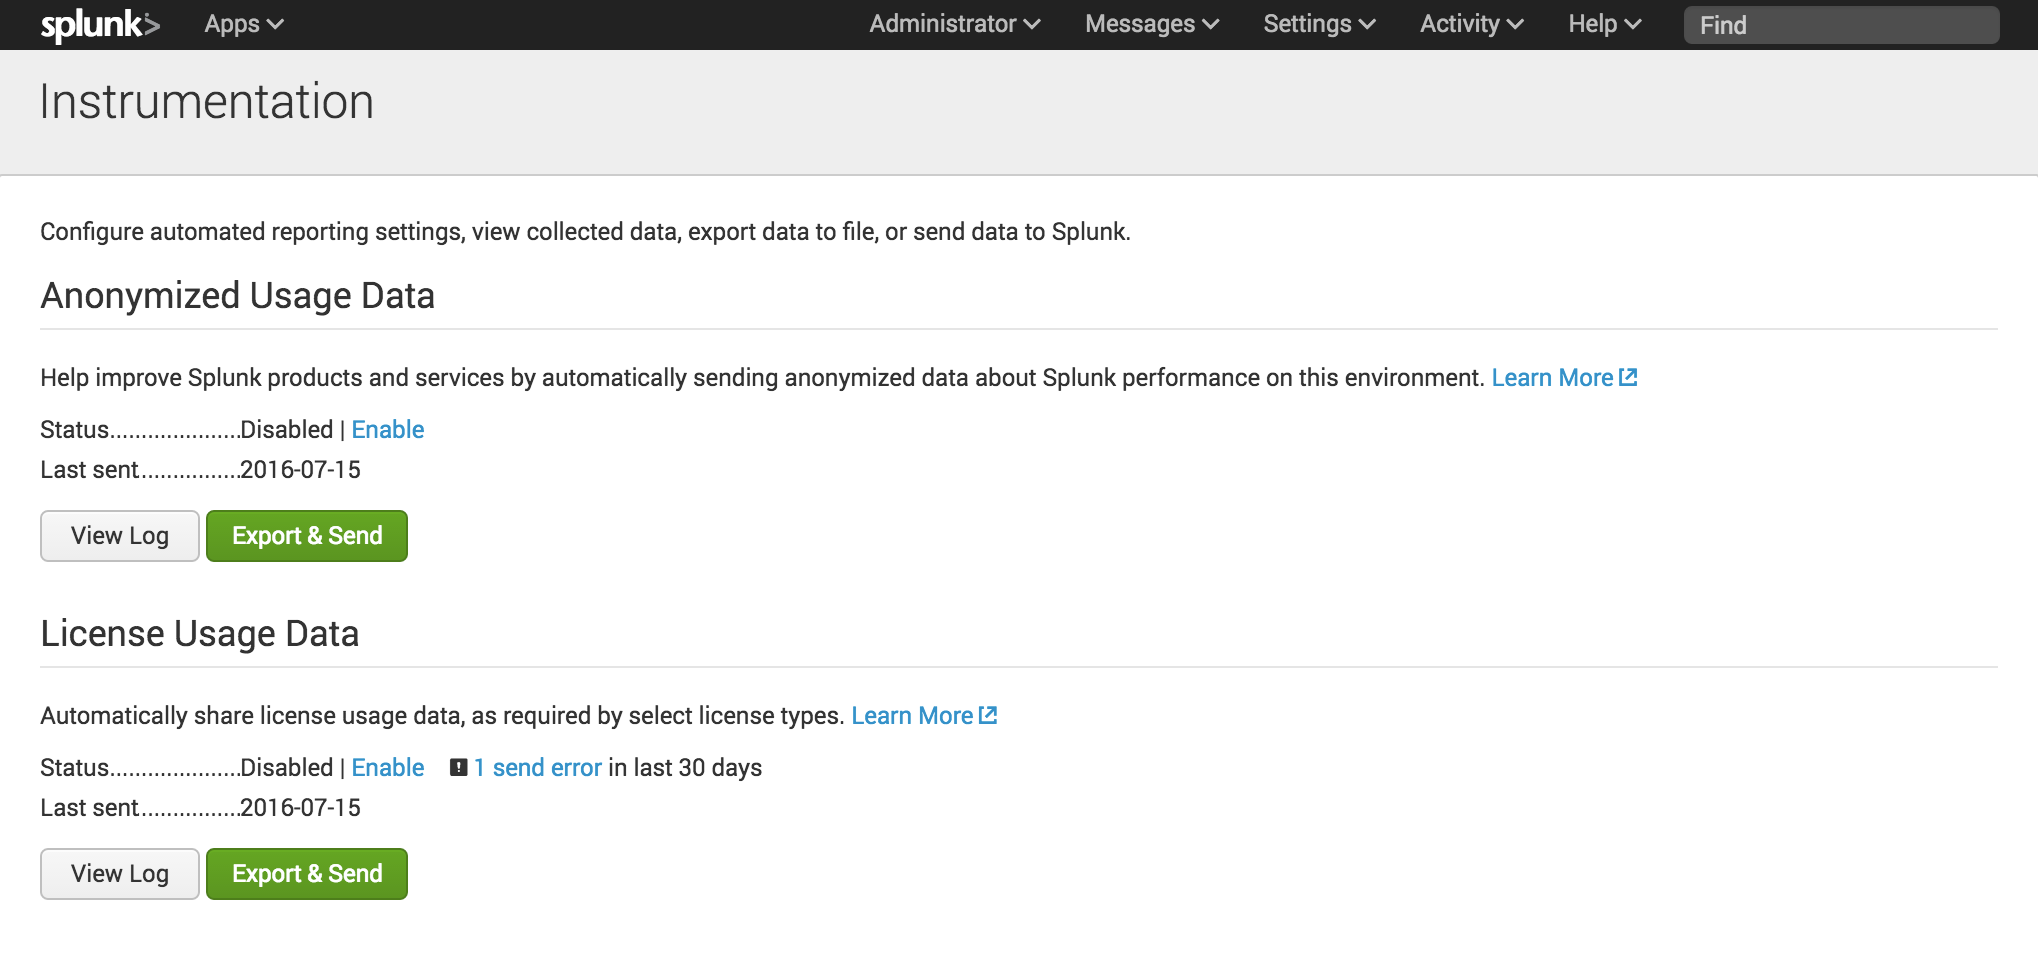 splunk> Apps Administrator Messages Settings Activity Help Find
Instrumentation
Configure automated reporting settings, view collected data, export data to file, or send data to Splunk.
Anonymized Usage Data
Help improve Splunk products and services by automatically sending anonymized data about Splunk performance on this environment. Learn More
Status.....................Disabled | Enable
Last sent................2016-07-15
View Log Export & Send
License Usage Data
Automatically share license usage data, as required by select license types. Learn More
Status.....................Disabled | Enable ! 1 send error in last 30 days
Last sent................2016-07-15
View Log Export & Send